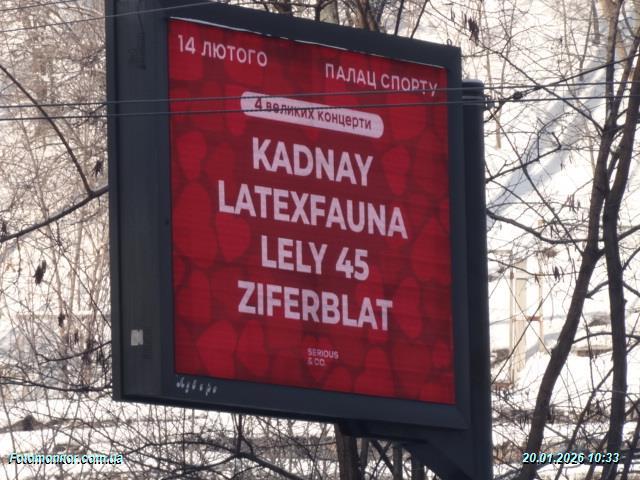 14 ЛЮТОГО
ПАЛАЦ СПОРТУ
4 великих концерти
KADNAY
LATEXFAUNA
LELY 45
ZIFERBLAT
SERIOUS
& CO.
Fotomonitor.com.ua
20.01.2026 10:33